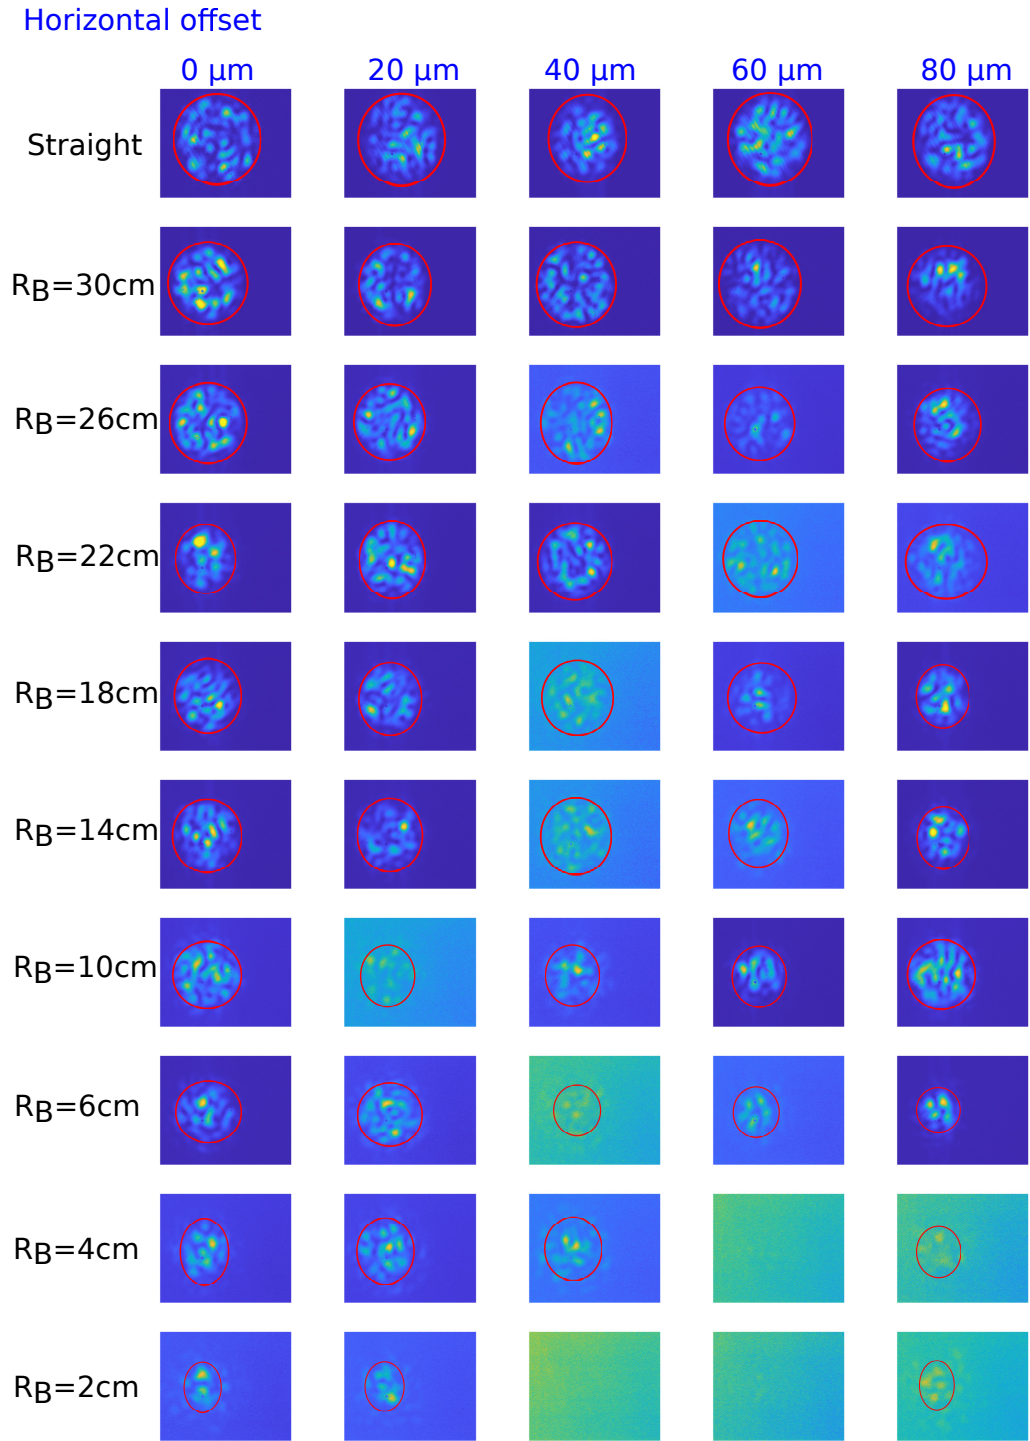 Horizontal offset
0 µm 20 µm 40 µm 60 µm 80 µm
Straight
RB=30cm
RB=26cm
RB=22cm
RB=18cm
RB=14cm
RB=10cm
RB=6cm
RB=4cm
RB=2cm